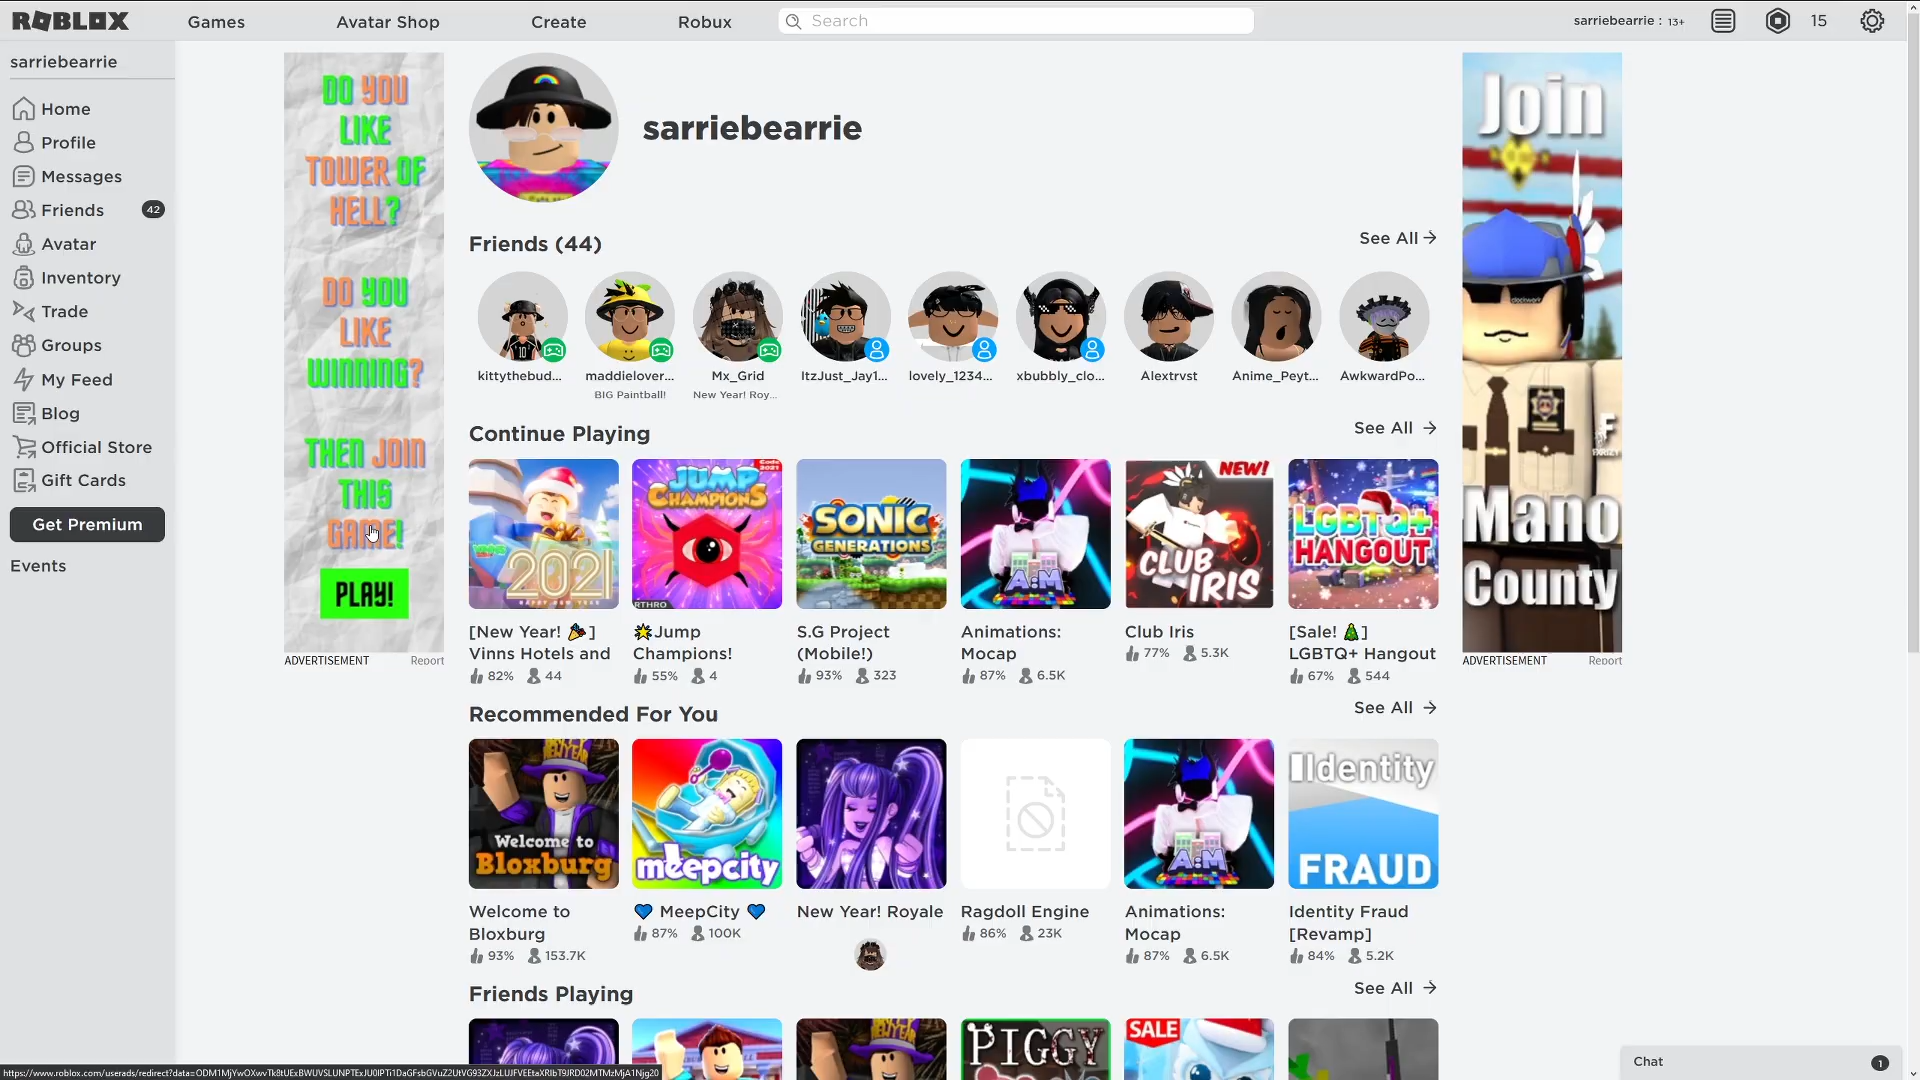 ROBLOX Games Avatar Shop Create Robux Search sarriebearrie : 13+ 15
sarriebearrie
Home
Profile
Messages
Friends 42
Avatar
Inventory
Trade
Groups
My Feed
Blog
Official Store
Gift Cards
Get Premium
Events
DO YOU
LIKE
TOWER OF
HELL?
DO YOU
LIKE
WINNING?
THEN JOIN
THIS
GAME!
PLAY!
ADVERTISEMENT Report
sarriebearrie
Friends (44) See All
kittythebud... maddielover... Mx_Grid ItzJust_Jay1... lovely_1234... xbubbly_clo... Alextrvst Anime_Peyt... AwkwardPo...
BIG Paintball! New Year! Roy...
Continue Playing See All
2021
HAPPY NEW YEAR
Code 2021
JUMP
CHAMPIONS
RTHRO
SONIC
GENERATIONS
A:M
NEW!
CLUB
IRIS
LGBTQ+
HANGOUT
[New Year! 🎉]
Vinns Hotels and
82% 44
🌟Jump
Champions!
55% 4
S.G Project
(Mobile!)
93% 323
Animations:
Mocap
87% 6.5K
Club Iris
77% 5.3K
[Sale! 🎄]
LGBTQ+ Hangout
67% 544
Recommended For You See All
Welcome to
Bloxburg
meepcity
A:M
Identity
FRAUD
Welcome to
Bloxburg
93% 153.7K
💙 MeepCity 💙
87% 100K
New Year! Royale
Ragdoll Engine
86% 23K
Animations:
Mocap
87% 6.5K
Identity Fraud
[Revamp]
84% 5.2K
Friends Playing See All
PIGGY
SALE
Join
Mano
County
ADVERTISEMENT Report
Chat 1